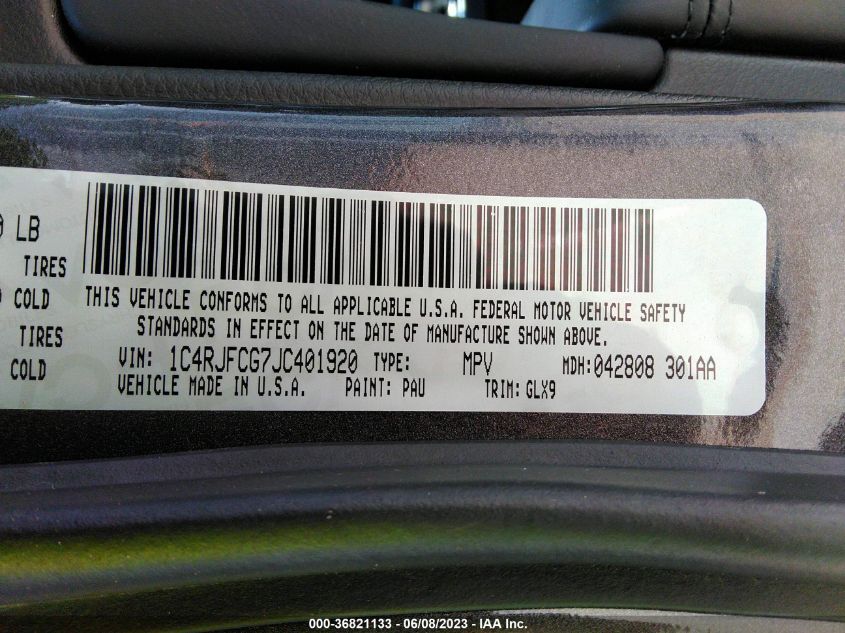 LB
TIRES
COLD
TIRES
COLD
THIS VEHICLE CONFORMS TO ALL APPLICABLE U.S.A. FEDERAL MOTOR VEHICLE SAFETY
STANDARDS IN EFFECT ON THE DATE OF MANUFACTURE SHOWN ABOVE.
VIN: 1C4RJFCG7JC401920 TYPE: MPV MDH:042808 301AA
VEHICLE MADE IN U.S.A. PAINT: PAU TRIM: GLX9
000-36821133 - 06/08/2023 - IAA Inc.